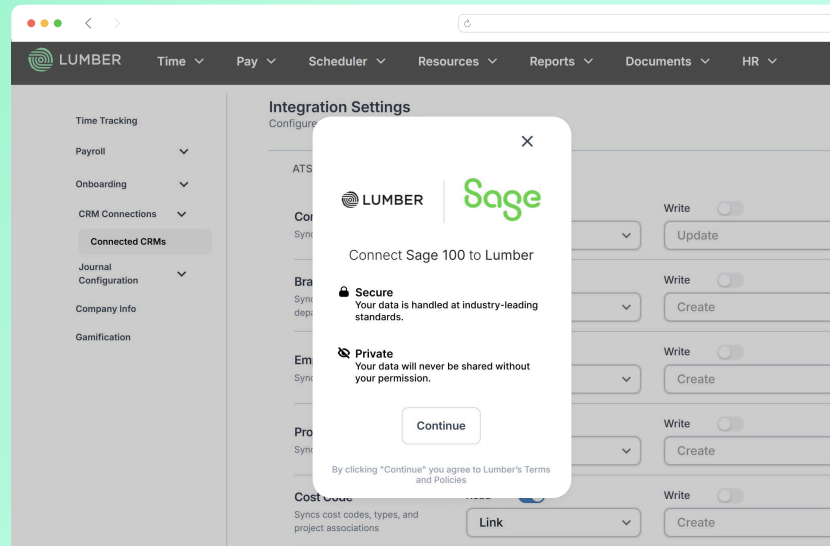 LUMBER
Time
Pay
Scheduler
Resources
Reports
Documents
HR
Time Tracking
Payroll
Onboarding
CRM Connections
Connected CRMs
Journal
Configuration
Company Info
Gamification
Integration Settings
Configure
ATS
LUMBER
Sage
Connect Sage 100 to Lumber
Secure
Your data is handled at industry-leading
standards.
Private
Your data will never be shared without
your permission.
Continue
By clicking "Continue" you agree to Lumber's Terms
and Policies
Write
Update
Write
Create
Write
Create
Write
Create
Cost Code
Read
Write
Syncs cost codes, types, and
project associations
Link
Create